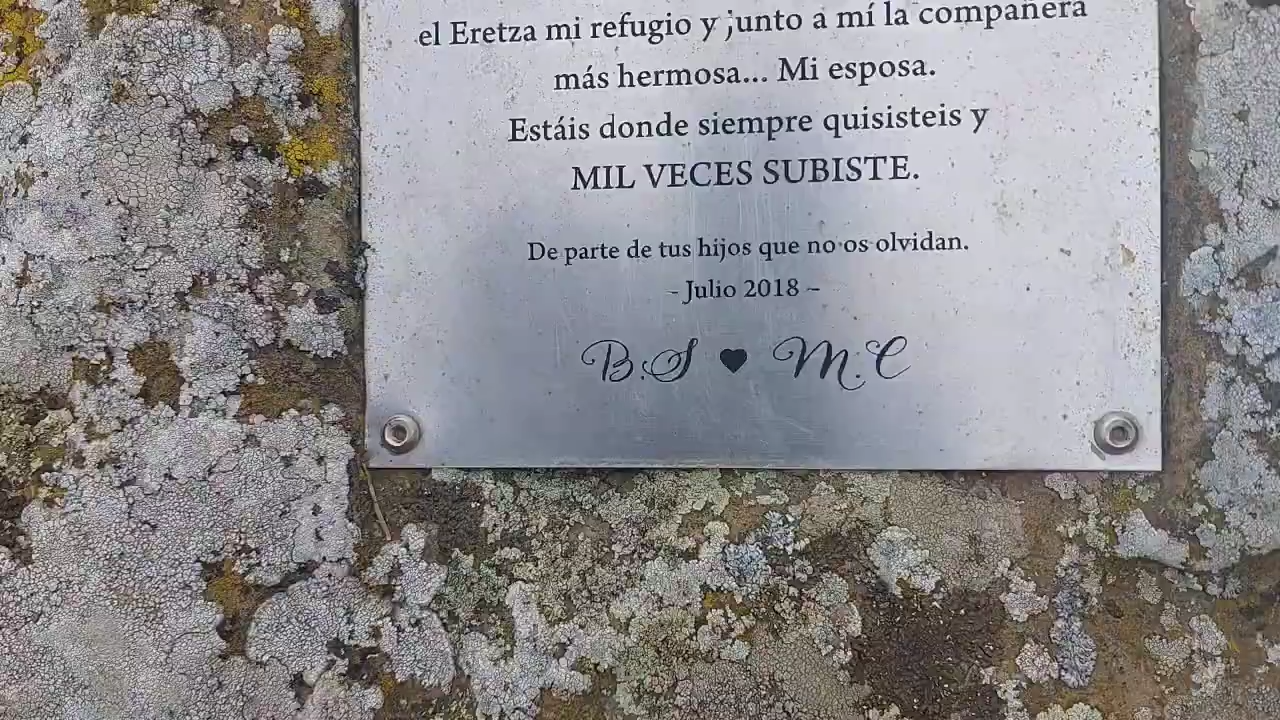 el Eretza mi refugio y junto a mí la compañera
más hermosa... Mi esposa.
Estáis donde siempre quisisteis y
MIL VECES SUBISTE.
De parte de tus hijos que no os olvidan.
- Julio 2018 -
B.S ♥ M.C